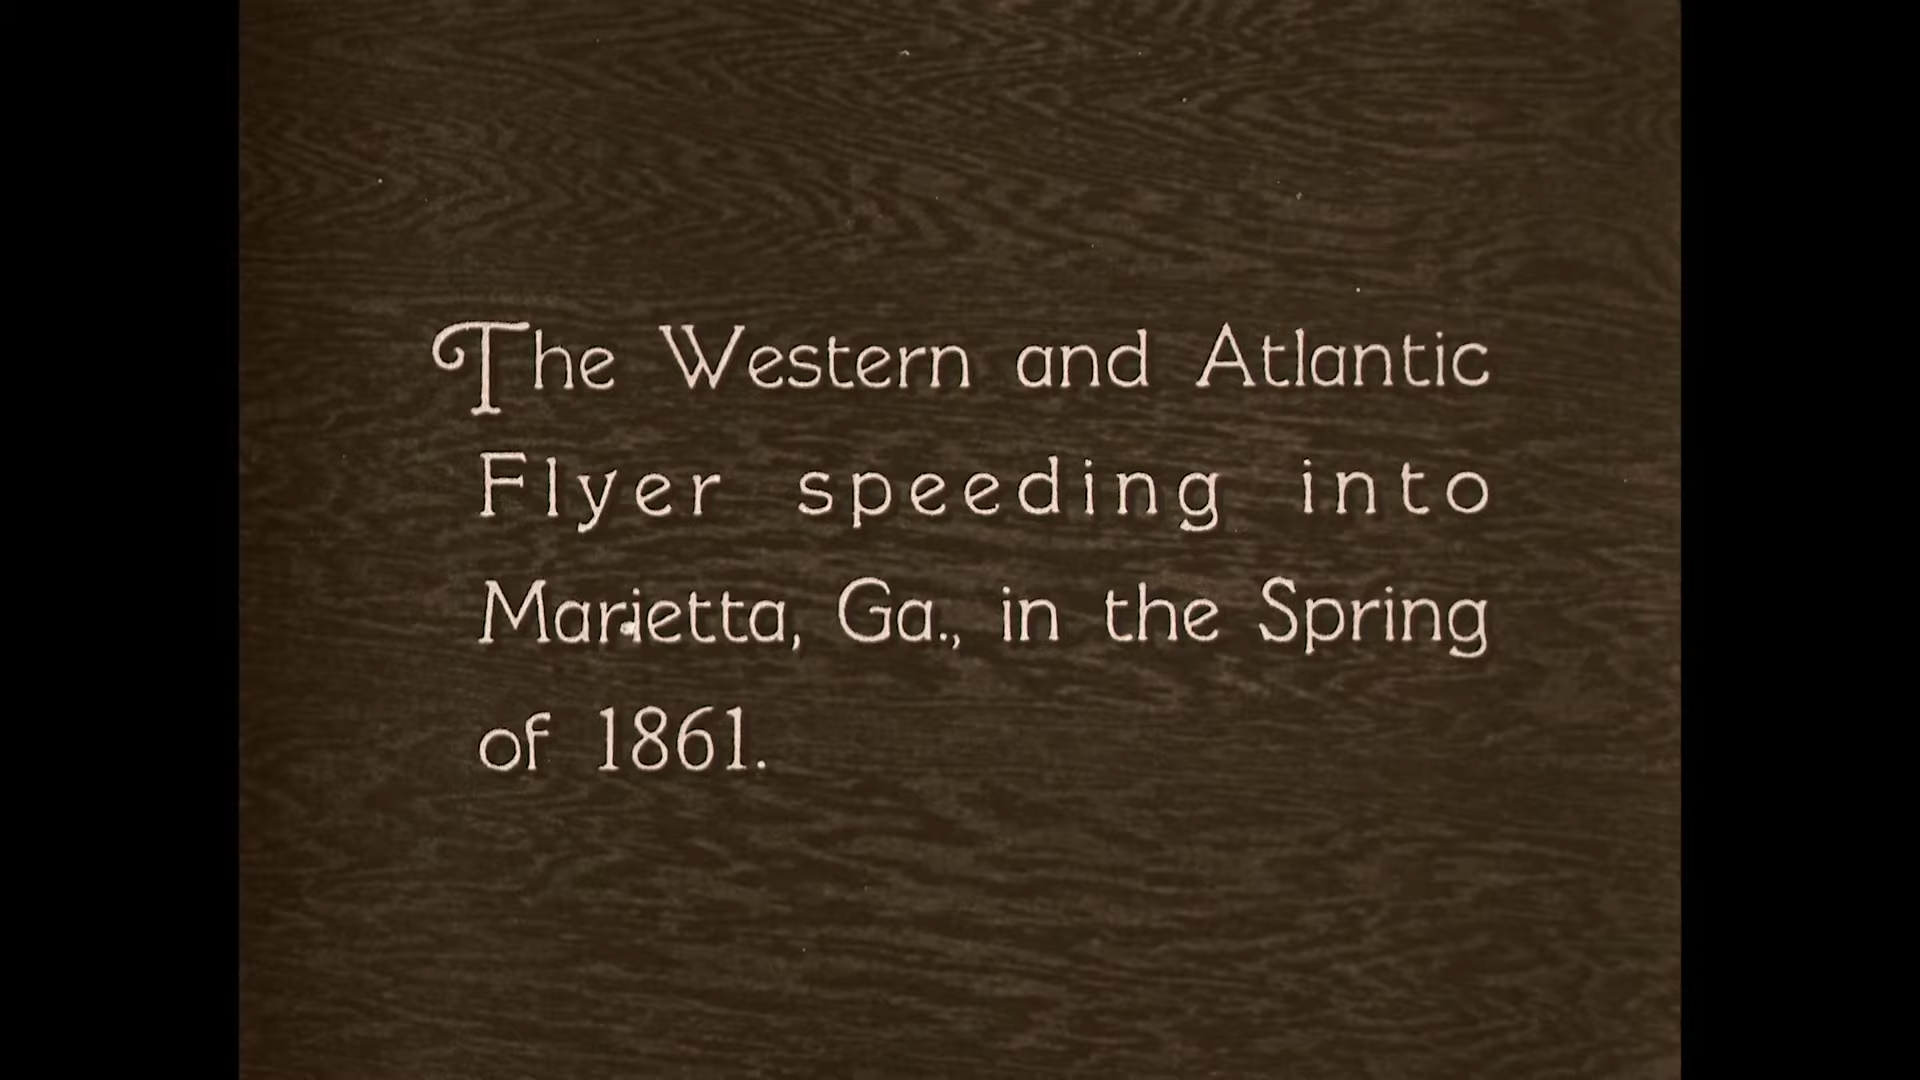 The Western and Atlantic
Flyer speeding into
Marietta, Ga., in the Spring
of 1861.